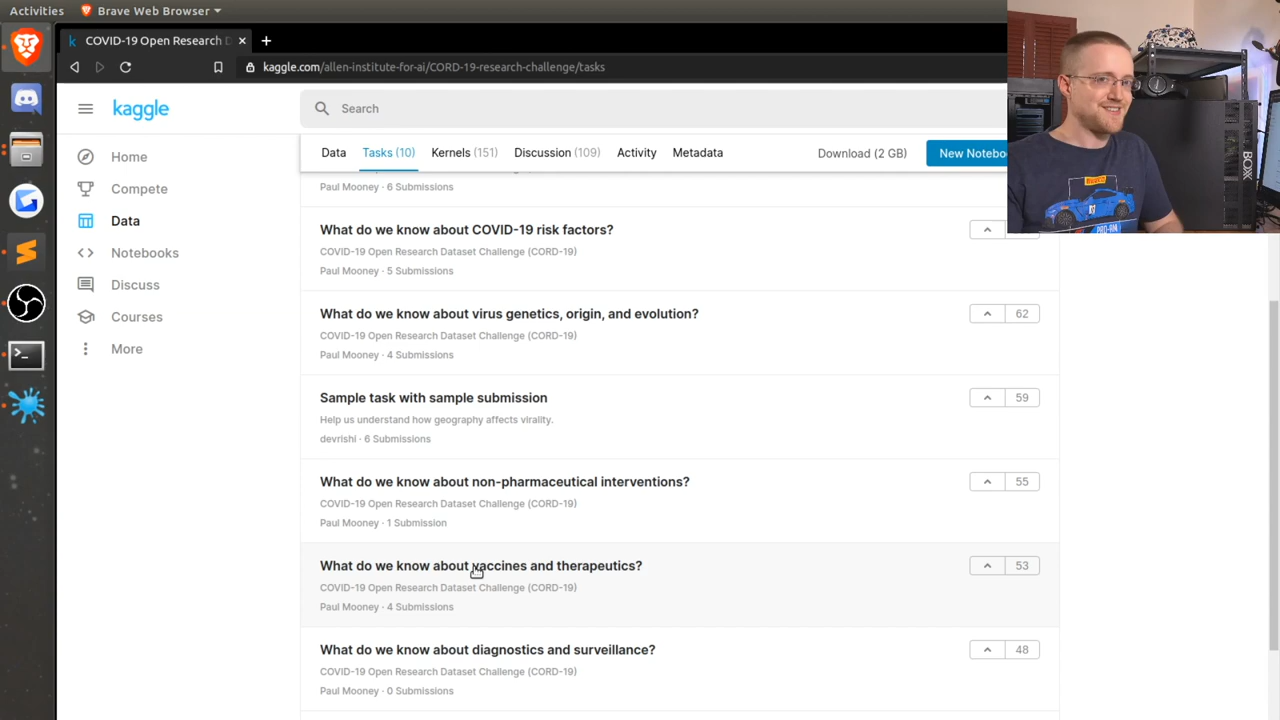 Activities
Brave Web Browser
k COVID-19 Open Research D
kaggle.com/allen-institute-for-ai/CORD-19-research-challenge/tasks
kaggle
Search
Home
Compete
Data
Notebooks
Discuss
Courses
More
Data
Tasks (10)
Kernels (151)
Discussion (109)
Activity
Metadata
Download (2 GB)
New Notebo
Paul Mooney · 6 Submissions
What do we know about COVID-19 risk factors?
COVID-19 Open Research Dataset Challenge (CORD-19)
Paul Mooney · 5 Submissions
What do we know about virus genetics, origin, and evolution?
62
COVID-19 Open Research Dataset Challenge (CORD-19)
Paul Mooney · 4 Submissions
Sample task with sample submission
59
Help us understand how geography affects virality.
devrishi · 6 Submissions
What do we know about non-pharmaceutical interventions?
55
COVID-19 Open Research Dataset Challenge (CORD-19)
Paul Mooney · 1 Submission
What do we know about vaccines and therapeutics?
53
COVID-19 Open Research Dataset Challenge (CORD-19)
Paul Mooney · 4 Submissions
What do we know about diagnostics and surveillance?
48
COVID-19 Open Research Dataset Challenge (CORD-19)
Paul Mooney · 0 Submissions
BOXX
PRO-AM